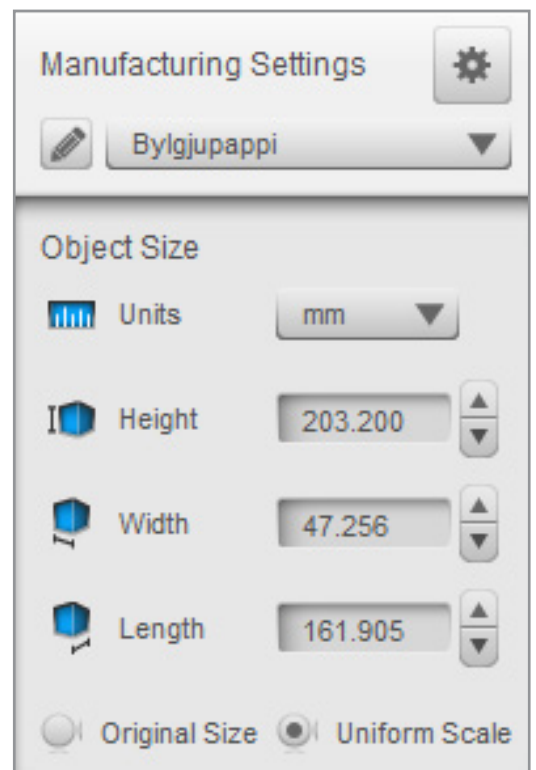 Manufacturing Settings
Bylgjupappi
Object Size
Units mm
Height 203.200
Width 47.256
Length 161.905
Original Size Uniform Scale